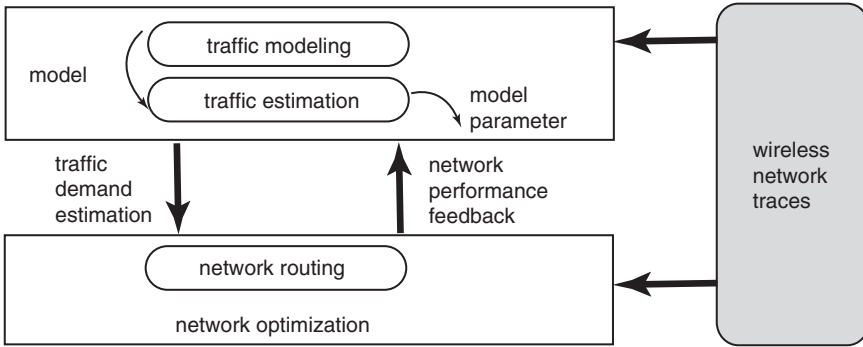 traffic modeling
model
traffic estimation
model
parameter
traffic
demand
estimation
network
performance
feedback
wireless
network
traces
network routing
network optimization